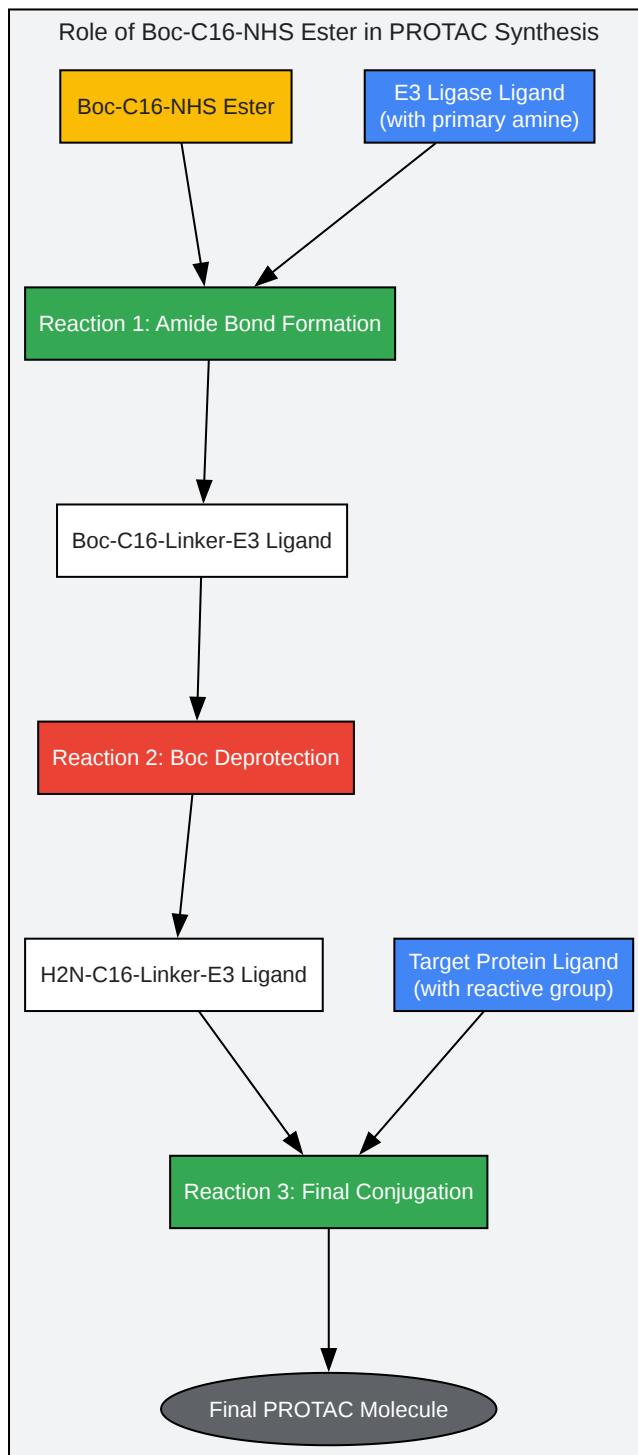 Role of Boc-C16-NHS Ester in PROTAC Synthesis
Boc-C16-NHS Ester
E3 Ligase Ligand
(with primary amine)
Reaction 1: Amide Bond Formation
Boc-C16-Linker-E3 Ligand
Reaction 2: Boc Deprotection
H2N-C16-Linker-E3 Ligand
Target Protein Ligand
(with reactive group)
Reaction 3: Final Conjugation
Final PROTAC Molecule